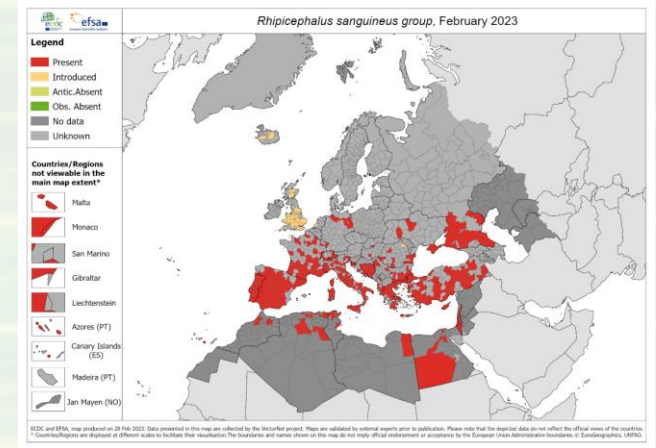 ecdc
efsa
Rhipicephalus sanguineus group, February 2023
Legend
Present
Introduced
Antic.Absent
Obs. Absent
No data
Unknown
Countries/Regions
not viewable in the
main map extent*
Malta
Monaco
San Marino
Gibraltar
Liechtenstein
Azores (PT)
Canary Islands
(ES)
Madeira (PT)
Jan Mayen (NO)
ECDC and EFSA, map produced on 28 Feb 2023. Data presented in this map are collected by the VectorNet project. Maps are validated by external experts prior to publication. Please note that the depicted data do not reflect the official views of the countries.
* Countries/Regions are displayed at different scales to facilitate their visualisation. The boundaries and names shown on this map do not imply official endorsement or acceptance by the European Union. Administrative boundaries © EuroGeographics, UNFAO.